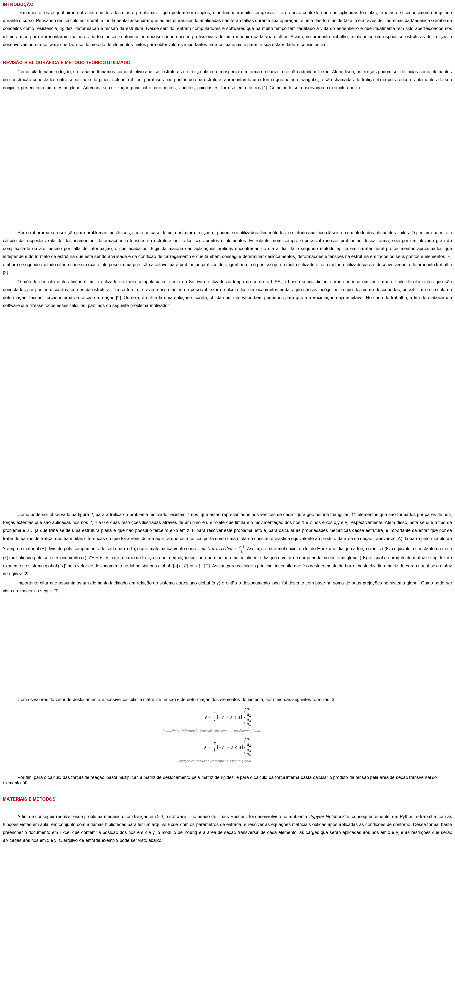 INTRODUÇÃO
Diariamente, os engenheiros enfrentam muitos desafios e problemas – que podem ser simples, mas também muito complexos – e é nesse contexto que são aplicadas fórmulas, tabelas e o conhecimento adquirido
durante o curso. Pensando em cálculo estrutural, é fundamental assegurar que as estruturas sendo analisadas não terão falhas durante sua operação, e uma das formas de fazê-lo é através de Teoremas da Mecânica Geral e de
conceitos como resistência, rigidez, deformação e tensão da estrutura. Nesse sentido, entram computadores e softwares que há muito tempo tem facilitado a vida do engenheiro e que igualmente tem sido aperfeiçoados nos
últimos anos para apresentarem melhores performances e atender as necessidades desses profissionais de uma maneira cada vez melhor. Assim, no presente trabalho, analisamos em específico estruturas de treliças e
desenvolvemos um software que faz uso do método de elementos finitos para obter valores importantes para os materiais e garantir sua estabilidade e consistência.
REVISÃO BIBLIOGRÁFICA E MÉTODO TEÓRICO UTILIZADO
Como citado na introdução, no trabalho tínhamos como objetivo analisar estruturas de treliça plana, em especial em forma de barra - que não admitem flexão. Além disso, as treliças podem ser definidas como elementos
de construção conectados entre si por meio de pinos, soldas, rebites, parafusos nas pontas de sua estrutura, apresentando uma forma geométrica triangular, e são chamadas de treliça plana pois todos os elementos de seu
conjunto pertencem a um mesmo plano. Ademais, sua utilização principal é para pontes, viadutos, guindastes, torres e entre outros [1]. Como pode ser observado no exemplo abaixo:
Para elaborar uma resolução para problemas mecânicos, como no caso de uma estrutura treliçada, podem ser utilizados dois métodos: o método analítico clássico e o método dos elementos finitos. O primeiro permite o
cálculo da resposta exata de deslocamentos, deformações e tensões na estrutura em todos seus pontos e elementos. Entretanto, nem sempre é possível resolver problemas dessa forma, seja por um elevado grau de
complexidade ou até mesmo por falta de informação, o que acaba por fugir da maioria das aplicações práticas encontradas no dia a dia. Já o segundo método aplica em caráter geral procedimentos aproximados que
independem do formato da estrutura que está sendo analisada e da condição de carregamento e que também consegue determinar deslocamentos, deformações e tensões na estrutura em todos os seus pontos e elementos. E,
embora o segundo método citado não seja exato, ele possui uma precisão aceitável para problemas práticos de engenharia, e é por isso que é muito utilizado e foi o método utilizado para o desenvolvimento do presente trabalho
[2].
O método dos elementos finitos é muito utilizado no meio computacional, como no Software utilizado ao longo do curso: o LISA, e busca subdividir um corpo contínuo em um número finito de elementos que são
conectados por pontos discretos: os nós da estrutura. Dessa forma, através desse método é possível fazer o cálculo dos deslocamentos nodais que são as incógnitas, e que depois de descobertas, possibilitam o cálculo de
deformação, tensão, forças internas e forças de reação [2]. Ou seja, é utilizada uma solução discreta, obtida com intervalos bem pequenos para que a aproximação seja aceitável. No caso do trabalho, a fim de elaborar um
software que fizesse todos esses cálculos, partimos do seguinte problema motivador:
Como pode ser observado na figura 2, para a treliça do problema motivador existem 7 nós, que estão representados nos vértices de cada figura geométrica triangular, 11 elementos que são formados por pares de nós,
forças externas que são aplicadas nos nós 2, 4 e 6 e duas restrições ilustradas através de um pino e um rolete que limitam o movimentação dos nós 1 e 7 nos eixos x,y e y, respectivamente. Além disso, nota-se que o tipo de
problema é 2D, já que trata-se de uma estrutura plana e que não possui o terceiro eixo em z. E para resolver este problema, isto é, para calcular as propriedades mecânicas dessa estrutura, é importante salientar que por se
tratar de barras de treliça, não há muitas diferenças do que foi aprendido até aqui, já que esta se comporta como uma mola de constante elástica equivalente ao produto da área de seção transversal (A) da barra pelo módulo de
Young do material (E) dividido pelo comprimento de cada barra (L), o que matematicamente seria: constante treliça = A·E/L. Assim, se para mola existe a lei de Hook que diz que a força elástica (Fe) equivale a constante da mola
(k) multiplicada pelo seu deslocamento (x), Fe = k · x, para a barra de treliça há uma equação similar, que montada matricialmente diz que o vetor de carga nodal no sistema global ({F}) é igual ao produto da matriz de rigidez do
elemento no sistema global ([K]) pelo vetor de deslocamento nodal no sistema global ({u}): {F} = {u} · [K]. Assim, para calcular a principal incógnita que é o deslocamento da barra, basta dividir a matriz de carga nodal pela matriz
de rigidez [2].
Importante citar que assumimos um elemento inclinado em relação ao sistema cartesiano global (x,y) e então o deslocamento local foi descrito com base na soma de suas projeções no sistema global. Como pode ser
visto na imagem a seguir [3]:
Com os valores do vetor de deslocamento é possível calcular a matriz de tensão e de deformação dos elementos do sistema, por meio das seguintes fórmulas [3]:
ϵ = 1/l [−c −s c s] {u1 u2 u3 u4
Equação 1: Deformação específica do elemento no sistema global
σ = E/l [−c −s c s] {u1 u2 u3 u4
Equação 2: Tensão do Elemento no sistema global
Por fim, para o cálculo das forças de reação, basta multiplicar a matriz de deslocamento pela matriz de rigidez, e para o cálculo da força interna basta calcular o produto da tensão pela área de seção transversal do
elemento [4].
MATERIAIS E MÉTODOS
A fim de conseguir resolver esse problema mecânico com treliças em 2D, o software – nomeado de Truss Runner - foi desenvolvido no ambiente ‘Jupyter Notebook’ e, consequentemente, em Python, e trabalha com as
funções vistas em aula, em conjunto com algumas bibliotecas para ler um arquivo Excel com os parâmetros de entrada, e resolver as equações matriciais obtidas após aplicadas as condições de contorno. Dessa forma, basta
preencher o documento em Excel que contém: a posição dos nós em x e y, o módulo de Young e a área de seção transversal de cada elemento, as cargas que serão aplicadas aos nós em x e y, e as restrições que serão
aplicadas aos nós em x e y. O arquivo de entrada exemplo pode ser visto abaixo: